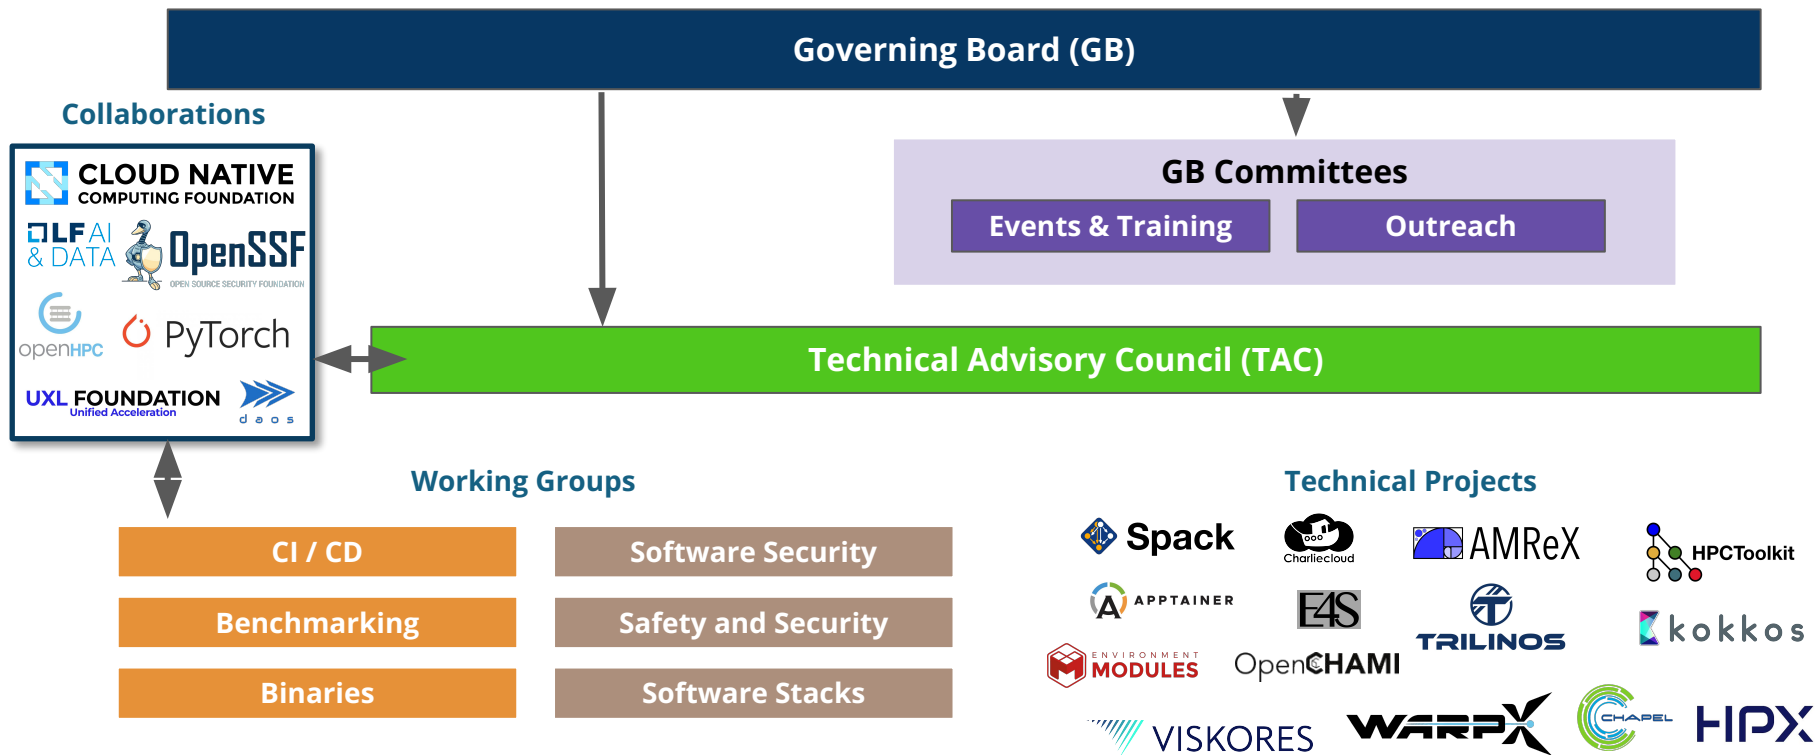 Governing Board (GB)
Collaborations
CLOUD NATIVE
COMPUTING FOUNDATION
LF AI
& DATA
OpenSSF
OPEN SOURCE SECURITY FOUNDATION
openHPC
PyTorch
UXL FOUNDATION
Unified Acceleration
daos
GB Committees
Events & Training
Outreach
Technical Advisory Council (TAC)
Working Groups
CI / CD
Software Security
Benchmarking
Safety and Security
Binaries
Software Stacks
Technical Projects
Spack
Charliecloud
AMReX
HPCToolkit
APPTAINER
E4S
TRILINOS
kokkos
ENVIRONMENT
MODULES
OpenCHAMI
VISKORES
WARPX
CHAPEL
HPX